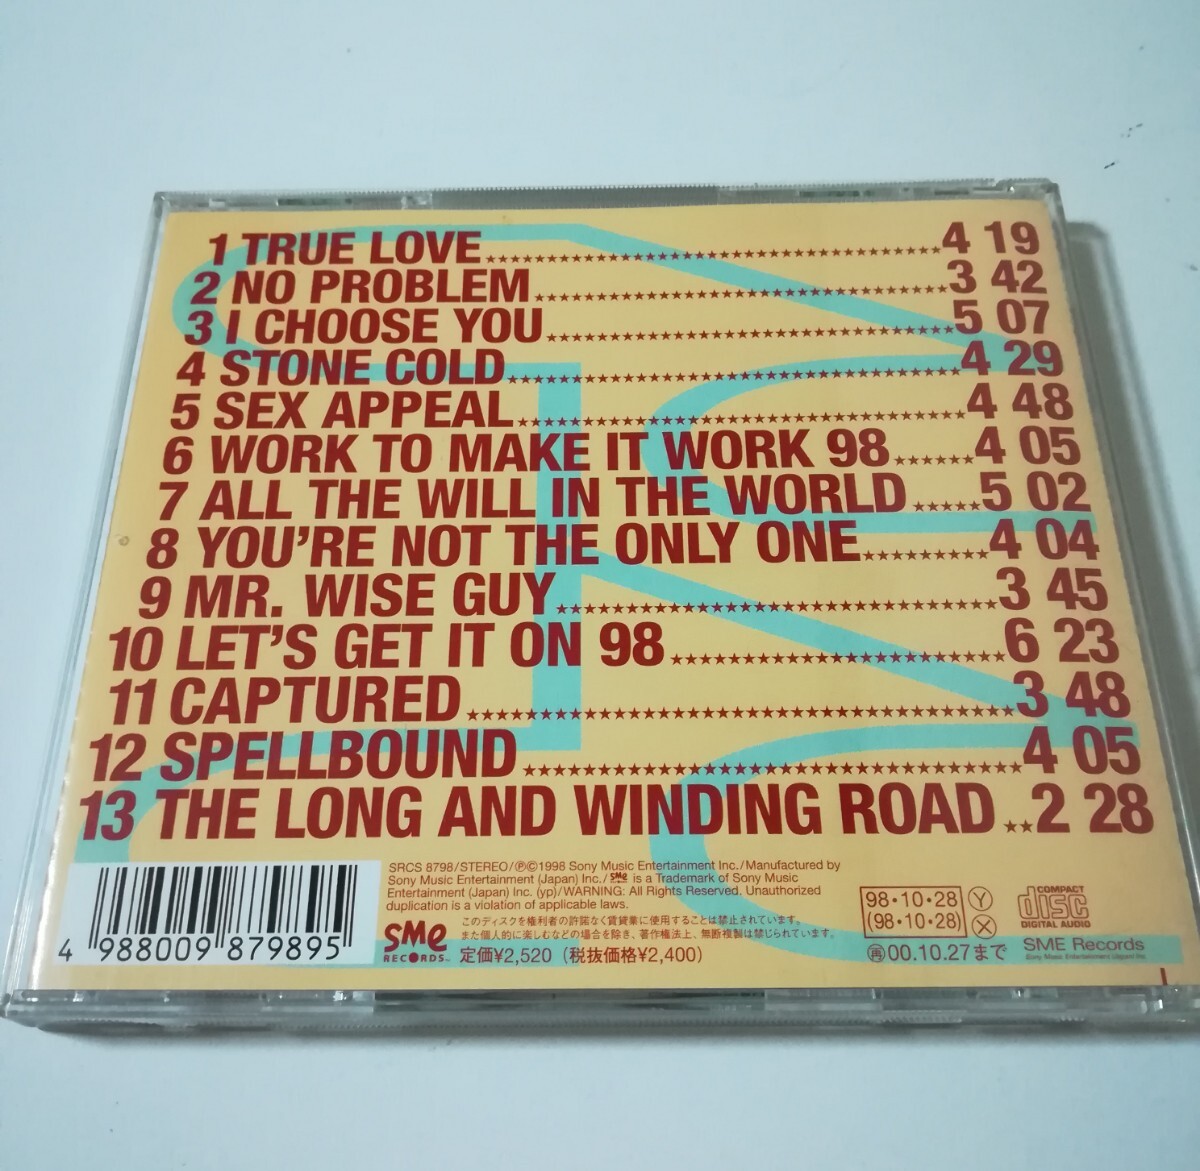 1 TRUE LOVE 4 19
2 NO PROBLEM 3 42
3 I CHOOSE YOU 5 07
4 STONE COLD 4 29
5 SEX APPEAL 4 48
6 WORK TO MAKE IT WORK 98 4 05
7 ALL THE WILL IN THE WORLD 5 02
8 YOU'RE NOT THE ONLY ONE 4 04
9 MR. WISE GUY 3 45
10 LET'S GET IT ON 98 6 23
11 CAPTURED 3 48
12 SPELLBOUND 4 05
13 THE LONG AND WINDING ROAD 2 28
SRCS 8798/STEREO/ⓅⒸ1998 Sony Music Entertainment Inc./Manufactured by
Sony Music Entertainment (Japan) Inc./SMe is a Trademark of Sony Music
Entertainment (Japan) Inc. (yp)/WARNING: All Rights Reserved. Unauthorized
duplication is a violation of applicable laws.
このディスクを権利者の許諾なく賃貸業に使用することは禁止されています。
また個人的に楽しむなどの場合を除き、著作権法上、無断複製は禁じられています。
SMe
RECORDS™
定価¥2,520 (税抜価格¥2,400)
4 988009 879895
98・10・28 Ⓨ
(98・10・28) Ⓧ
㊢00.10.27まで
COMPACT
disc
DIGITAL AUDIO
SME Records
Sony Music Entertainment (Japan) Inc.